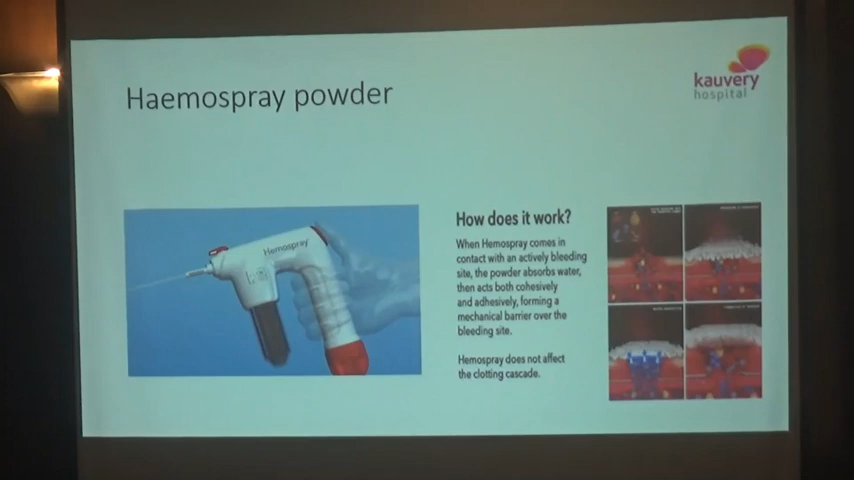 Haemospray powder
kauvery
hospital
Hemospray
How does it work?
When Hemospray comes in
contact with an actively bleeding
site, the powder absorbs water,
then acts both cohesively
and adhesively, forming a
mechanical barrier over the
bleeding site.
Hemospray does not affect
the clotting cascade.